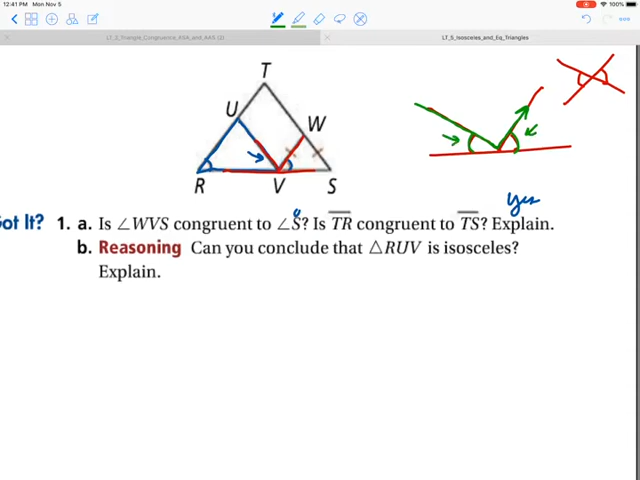 12:41 PM Mon Nov 5
100%
LT_2_Triangle_Congruence_ASA_and_AAS (2)
LT_5_Isosceles_and_Eq_Triangles
T
U
W
R
V
S
yes
Got It? 1. a. Is ∠WVS congruent to ∠S? Is TR congruent to TS? Explain.
b. Reasoning Can you conclude that △RUV is isosceles?
Explain.